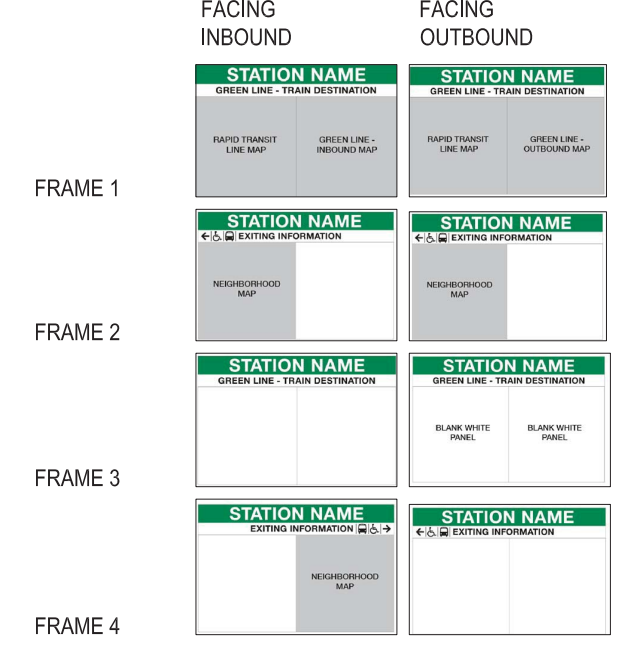 FACING
INBOUND
FACING
OUTBOUND
FRAME 1
STATION NAME
GREEN LINE - TRAIN DESTINATION
RAPID TRANSIT
LINE MAP
GREEN LINE -
INBOUND MAP
STATION NAME
GREEN LINE - TRAIN DESTINATION
RAPID TRANSIT
LINE MAP
GREEN LINE -
OUTBOUND MAP
FRAME 2
STATION NAME
EXITING INFORMATION
NEIGHBORHOOD
MAP
STATION NAME
EXITING INFORMATION
NEIGHBORHOOD
MAP
FRAME 3
STATION NAME
GREEN LINE - TRAIN DESTINATION
STATION NAME
GREEN LINE - TRAIN DESTINATION
BLANK WHITE
PANEL
BLANK WHITE
PANEL
FRAME 4
STATION NAME
EXITING INFORMATION
NEIGHBORHOOD
MAP
STATION NAME
EXITING INFORMATION